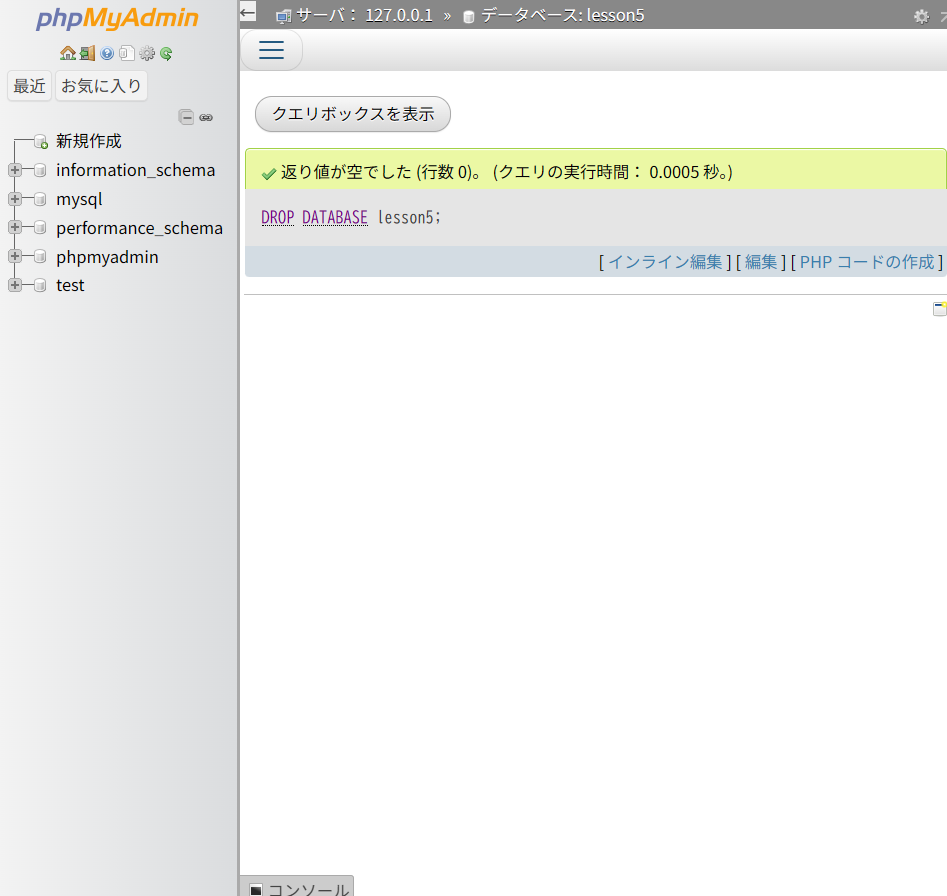 phpMyAdmin
最近 お気に入り
新規作成
information_schema
mysql
performance_schema
phpmyadmin
test
サーバ： 127.0.0.1 » データベース: lesson5
クエリボックスを表示
返り値が空でした (行数 0)。 (クエリの実行時間： 0.0005 秒。)
DROP DATABASE lesson5;
[ インライン編集 ] [ 編集 ] [ PHP コードの作成 ]
コンソール